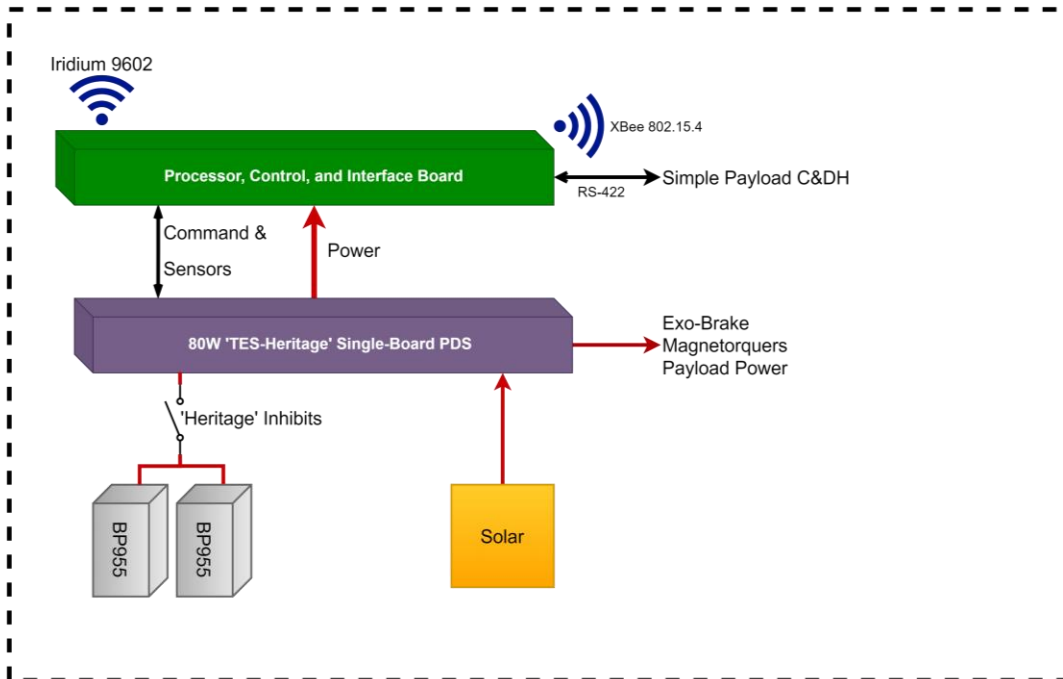 Iridium 9602
XBee 802.15.4
Processor, Control, and Interface Board
RS-422
Simple Payload C&DH
Command &
Sensors
Power
80W 'TES-Heritage' Single-Board PDS
Exo-Brake
Magnetorquers
Payload Power
'Heritage' Inhibits
BP955
BP955
Solar